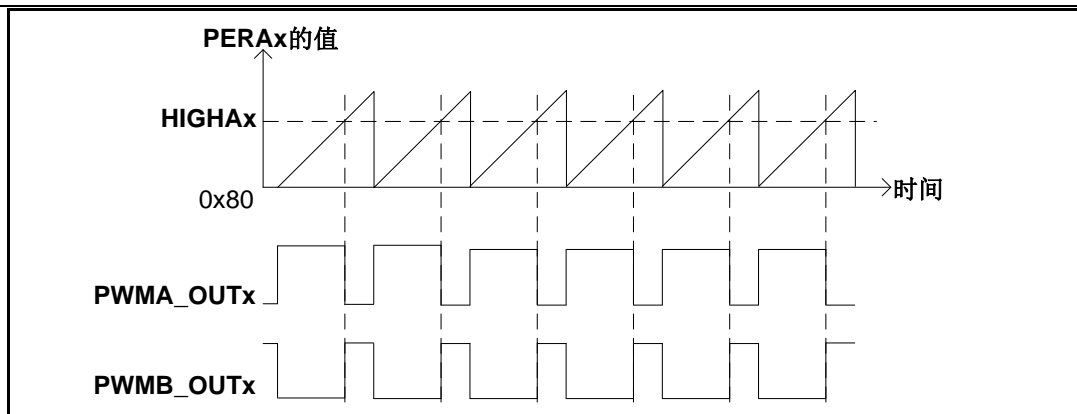 PERAx的值
HIGHAx
0x80
时间
PWMA_OUTx
PWMB_OUTx